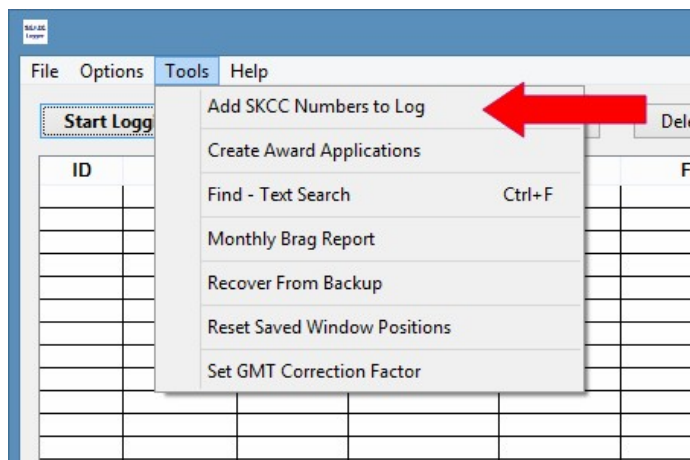 File Options Tools Help
Start
ID
Add SKCC Numbers to Log
Create Award Applications
Find - Text Search Ctrl+F
Monthly Brag Report
Recover From Backup
Reset Saved Window Positions
Set GMT Correction Factor